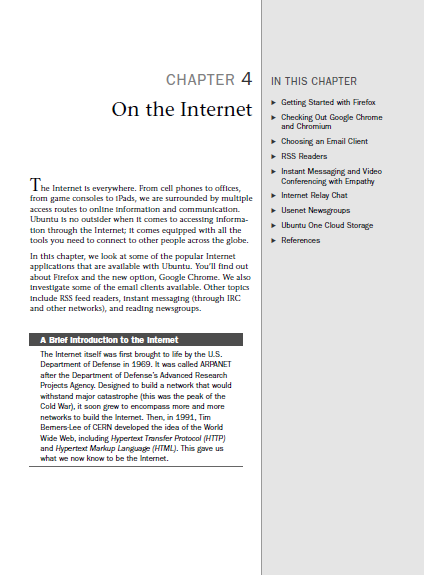 CHAPTER 4
On the Internet
The Internet is everywhere. From cell phones to offices,
from game consoles to iPads, we are surrounded by multiple
access routes to online information and communication.
Ubuntu is no outsider when it comes to accessing informa-
tion through the Internet; it comes equipped with all the
tools you need to connect to other people across the globe.
In this chapter, we look at some of the popular Internet
applications that are available with Ubuntu. You'll find out
about Firefox and the new option, Google Chrome. We also
investigate some of the email clients available. Other topics
include RSS feed readers, instant messaging (through IRC
and other networks), and reading newsgroups.
A Brief Introduction to the Internet
The Internet itself was first brought to life by the U.S.
Department of Defense in 1969. It was called ARPANET
after the Department of Defense's Advanced Research
Projects Agency. Designed to build a network that would
withstand major catastrophe (this was the peak of the
Cold War), it soon grew to encompass more and more
networks to build the Internet. Then, in 1991, Tim
Berners-Lee of CERN developed the idea of the World
Wide Web, including Hypertext Transfer Protocol (HTTP)
and Hypertext Markup Language (HTML). This gave us
what we now know to be the Internet.
IN THIS CHAPTER
► Getting Started with Firefox
► Checking Out Google Chrome
and Chromium
► Choosing an Email Client
► RSS Readers
► Instant Messaging and Video
Conferencing with Empathy
► Internet Relay Chat
► Usenet Newsgroups
► Ubuntu One Cloud Storage
► References